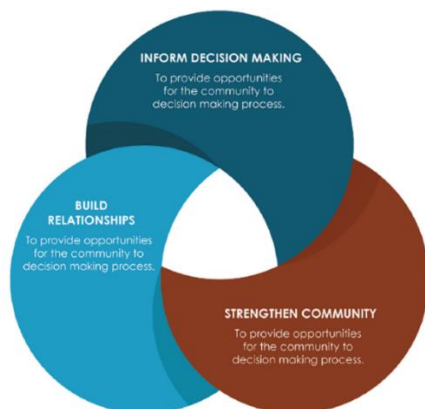 INFORM DECISION MAKING
To provide opportunities
for the community to
decision making process.
BUILD
RELATIONSHIPS
To provide opportunities
for the community to
decision making process.
STRENGTHEN COMMUNITY
To provide opportunities
for the community to
decision making process.